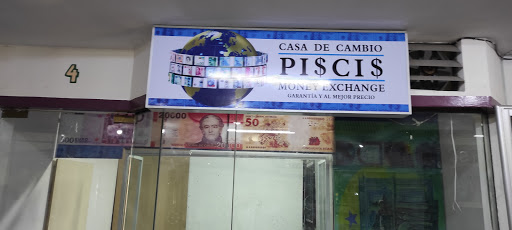 4
CASA DE CAMBIO
PI$CI$
MONEY EXCHANGE
GARANTIA Y AL MEJOR PRECIO
20000
50